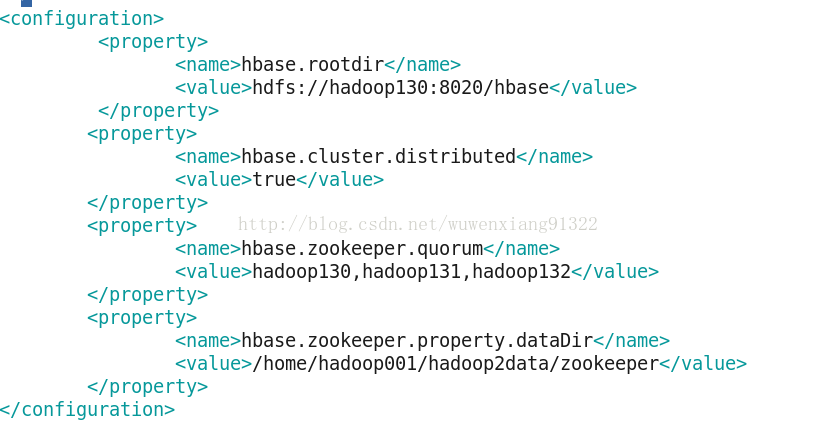 <configuration>
<property>
<name>hbase.rootdir</name>
<value>hdfs://hadoop130:8020/hbase</value>
</property>
<property>
<name>hbase.cluster.distributed</name>
<value>true</value>
</property>
<property>
http://blog.csdn.net/wuwenxiang91322
<name>hbase.zookeeper.quorum</name>
<value>hadoop130,hadoop131,hadoop132</value>
</property>
<property>
<name>hbase.zookeeper.property.dataDir</name>
<value>/home/hadoop001/hadoop2data/zookeeper</value>
</property>
</configuration>